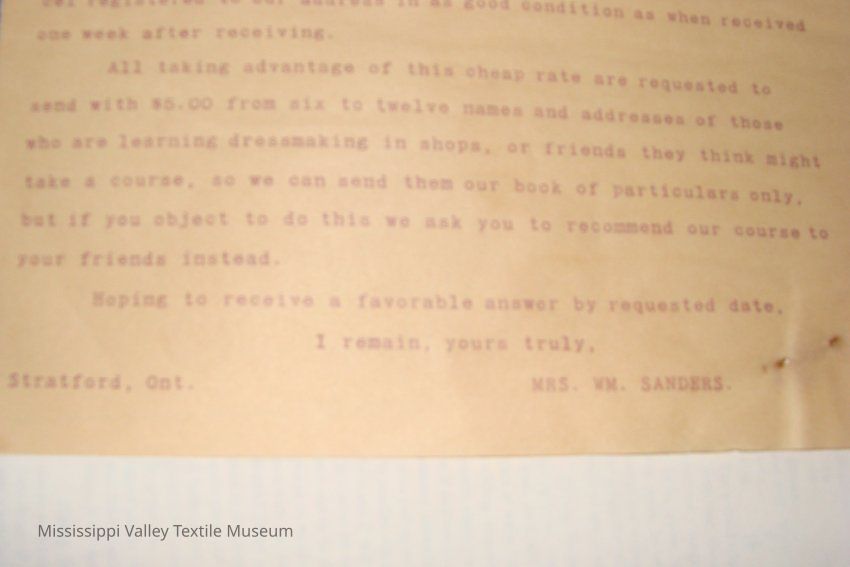 cel registered to our address in as good condition as when received
one week after receiving.
All taking advantage of this cheap rate are requested to
send with $5.00 from six to twelve names and addresses of those
who are learning dressmaking in shops, or friends they think might
take a course, so we can send them our book of particulars only,
but if you object to do this we ask you to recommend our course to
your friends instead.
Hoping to receive a favorable answer by requested date,
I remain, yours truly,
Stratford, Ont. MRS. WM. SANDERS.
Mississippi Valley Textile Museum